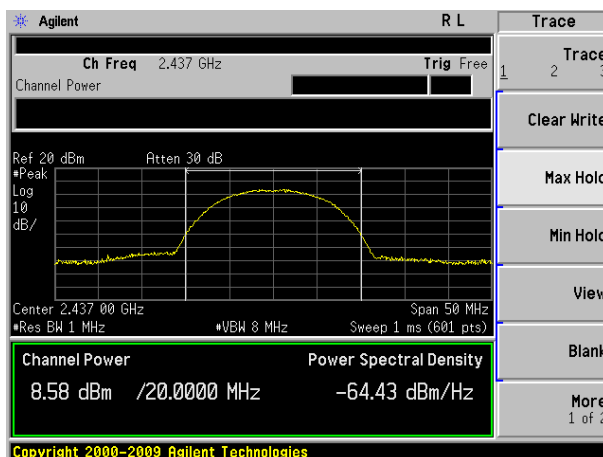 Agilent R L Trace
Ch Freq 2.437 GHz Trig Free
Channel Power
Trace
1 2 3
Clear Write
Ref 20 dBm Atten 30 dB
#Peak
Log
10
dB/
Max Hold
Min Hold
View
Center 2.437 00 GHz Span 50 MHz
#Res BW 1 MHz #VBW 8 MHz Sweep 1 ms (601 pts)
Blank
Channel Power Power Spectral Density
8.58 dBm /20.0000 MHz -64.43 dBm/Hz
More
1 of 2
Copyright 2000-2009 Agilent Technologies